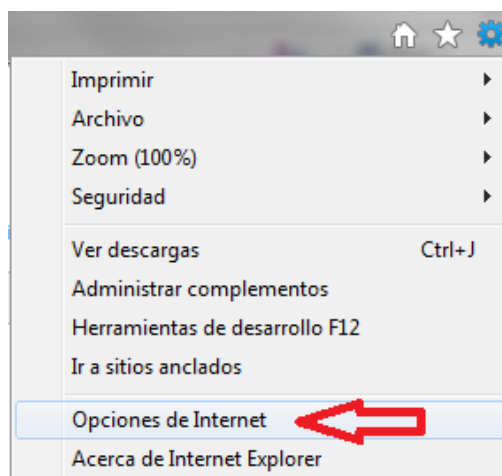 Imprimir
Archivo
Zoom (100%)
Seguridad
Ver descargas Ctrl+J
Administrar complementos
Herramientas de desarrollo F12
Ir a sitios anclados
Opciones de Internet
Acerca de Internet Explorer